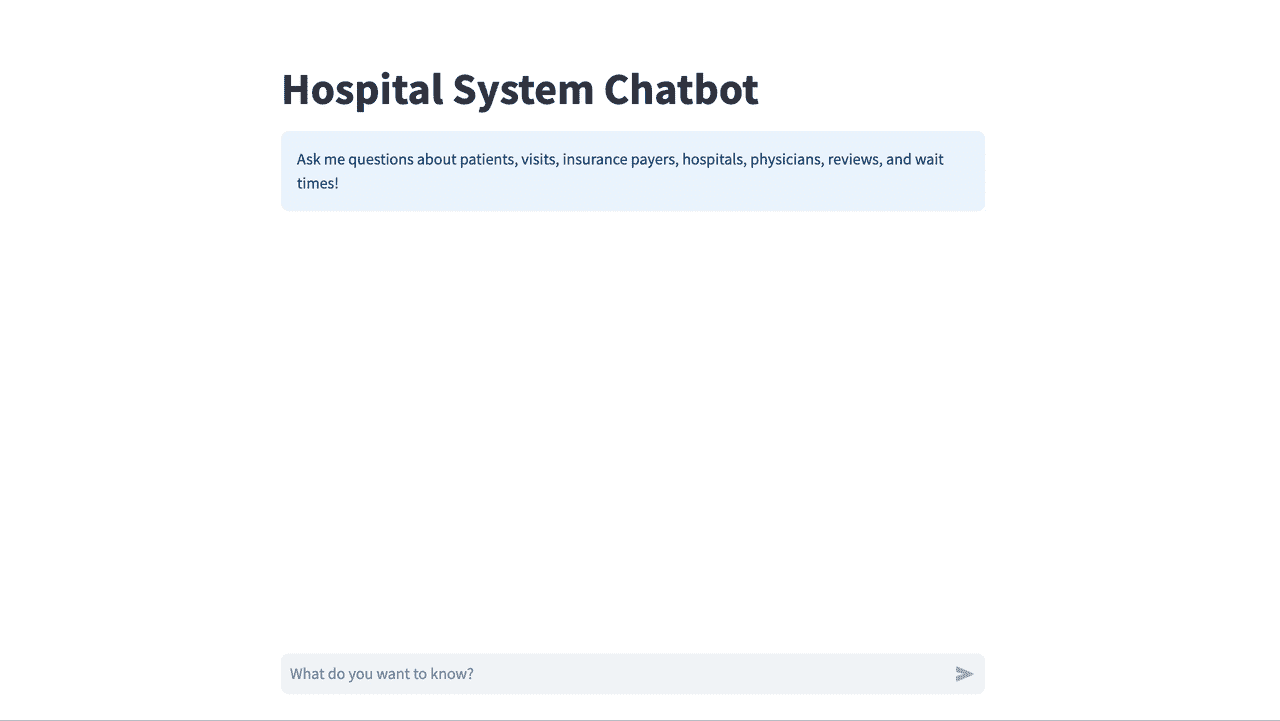 Hospital System Chatbot
Ask me questions about patients, visits, insurance payers, hospitals, physicians, reviews, and wait
times!
What do you want to know?